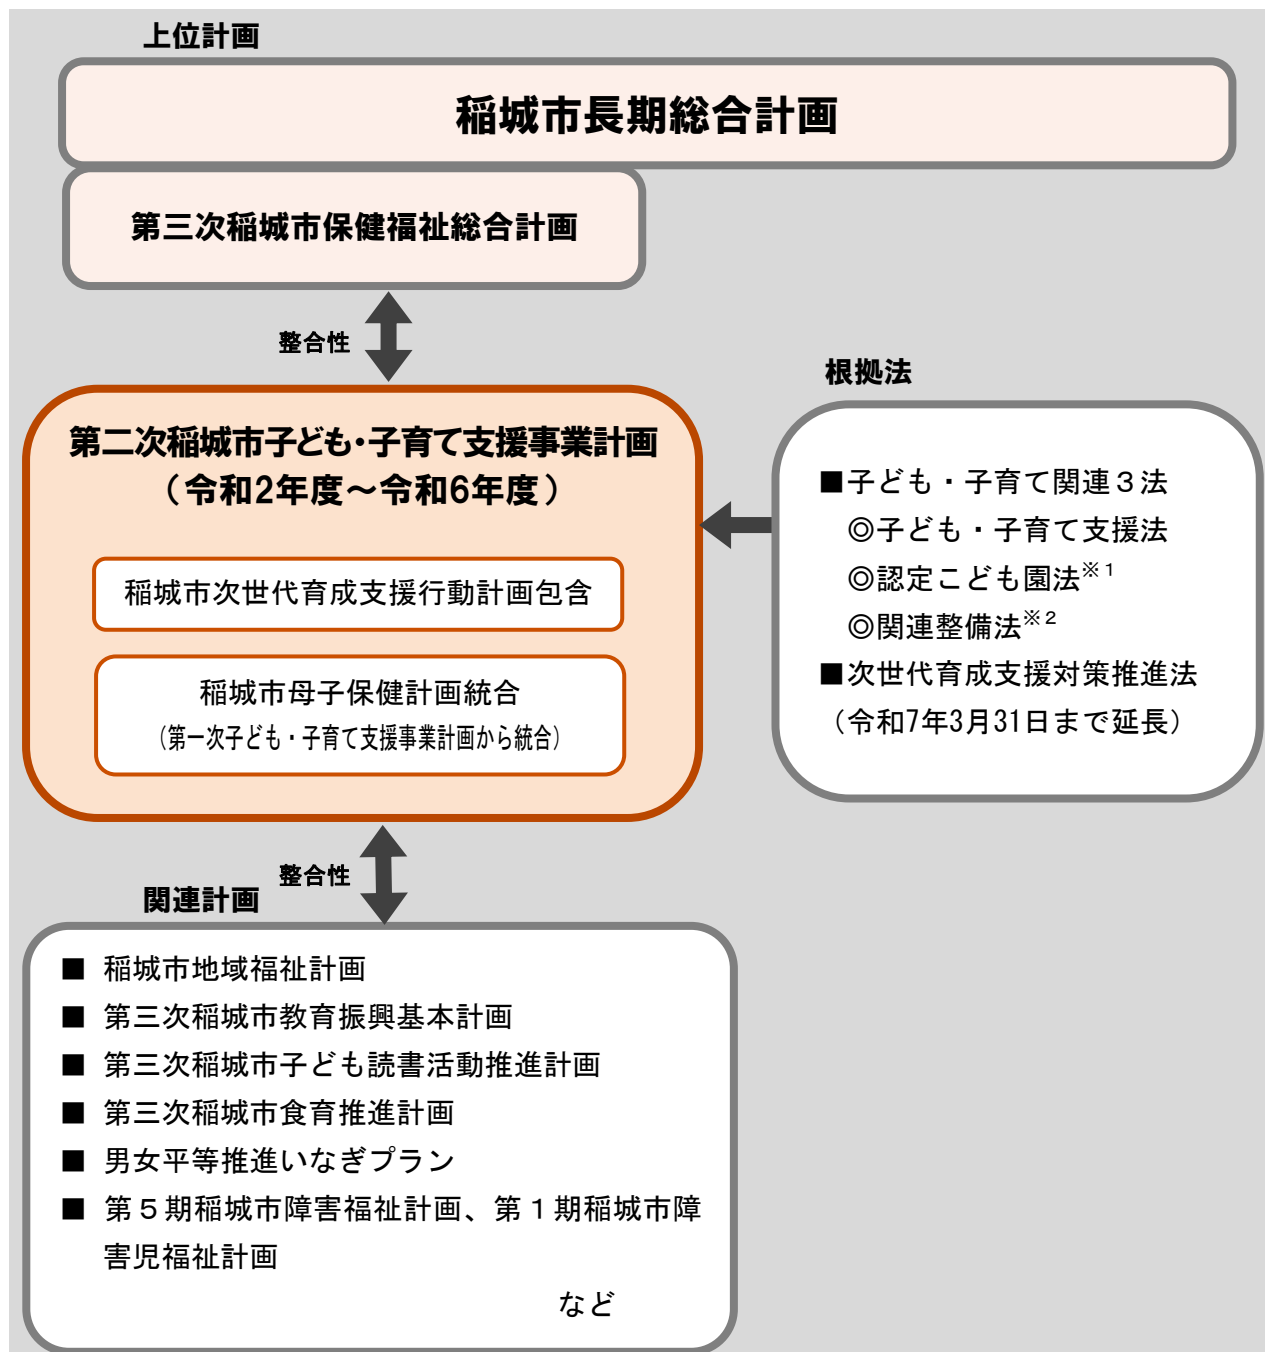 上位計画
稲城市長期総合計画
第三次稲城市保健福祉総合計画
整合性
第二次稲城市子ども・子育て支援事業計画
（令和2年度～令和6年度）
稲城市次世代育成支援行動計画包含
稲城市母子保健計画統合
（第一次子ども・子育て支援事業計画から統合）
根拠法
■子ども・子育て関連３法
◎子ども・子育て支援法
◎認定こども園法※１
◎関連整備法※２
■次世代育成支援対策推進法
（令和7年3月31日まで延長）
整合性
関連計画
■ 稲城市地域福祉計画
■ 第三次稲城市教育振興基本計画
■ 第三次稲城市子ども読書活動推進計画
■ 第三次稲城市食育推進計画
■ 男女平等推進いなぎプラン
■ 第５期稲城市障害福祉計画、第１期稲城市障
害児福祉計画
など